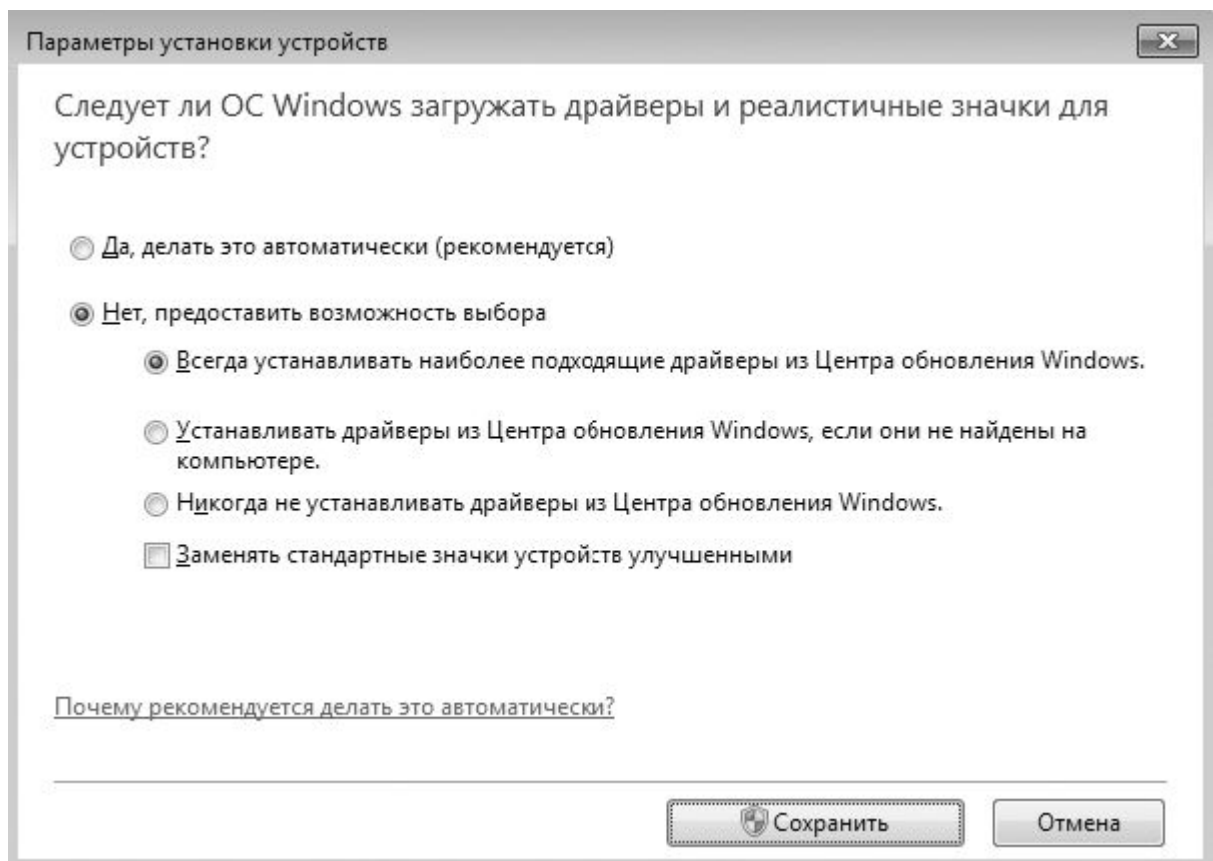 Параметры установки устройств
Следует ли ОС Windows загружать драйверы и реалистичные значки для
устройств?
Да, делать это автоматически (рекомендуется)
Нет, предоставить возможность выбора
Всегда устанавливать наиболее подходящие драйверы из Центра обновления Windows.
Устанавливать драйверы из Центра обновления Windows, если они не найдены на
компьютере.
Никогда не устанавливать драйверы из Центра обновления Windows.
Заменять стандартные значки устройств улучшенными
Почему рекомендуется делать это автоматически?
Сохранить
Отмена